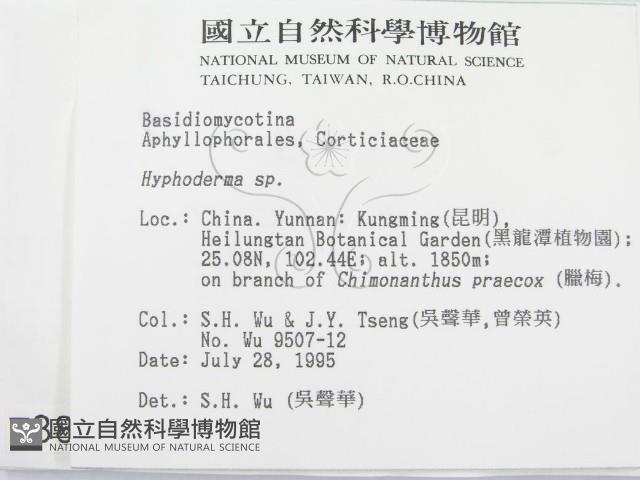 國立自然科學博物館
NATIONAL MUSEUM OF NATURAL SCIENCE
TAICHUNG, TAIWAN, R.O.CHINA
Basidiomycotina
Aphyllophorales, Corticiaceae
Hyphoderma sp.
Loc.: China. Yunnan: Kungming(昆明),
Heilungtan Botanical Garden(黑龍潭植物園);
25.08N, 102.44E; alt. 1850m;
on branch of Chimonanthus praecox (臘梅).
Col.: S.H. Wu & J.Y. Tseng(吳聲華,曾榮英)
No. Wu 9507-12
Date: July 28, 1995
Det.: S.H. Wu (吳聲華)
國立自然科學博物館
NATIONAL MUSEUM OF NATURAL SCIENCE